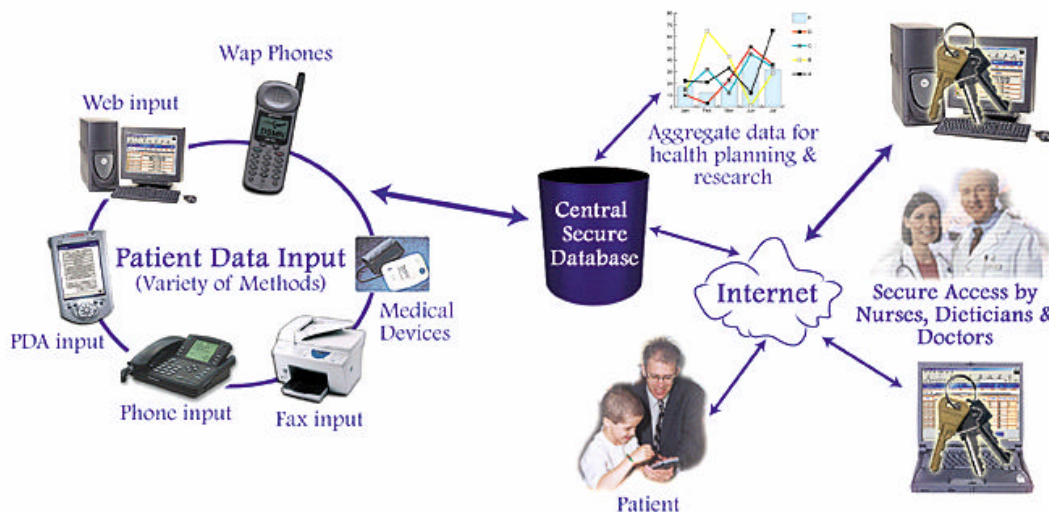 Wap Phones
Web input
Patient Data Input
(Variety of Methods)
PDA input
Phone input
Fax input
Medical
Devices
Aggregate data for
health planning &
research
Central
Secure
Database
Internet
Secure Access by
Nurses, Dieticians &
Doctors
Patient